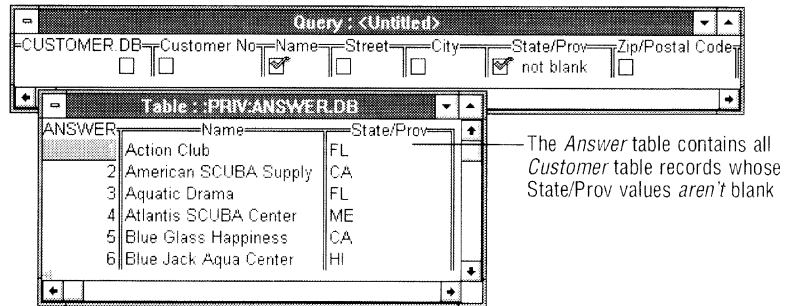 Query : <Untitled>
CUSTOMER.DB Customer No Name Street City State/Prov Zip/Postal Code
not blank
Table : :PRIV:ANSWER.DB
ANSWER Name State/Prov
1 Action Club FL
2 American SCUBA Supply CA
3 Aquatic Drama FL
4 Atlantis SCUBA Center ME
5 Blue Glass Happiness CA
6 Blue Jack Aqua Center HI
The Answer table contains all
Customer table records whose
State/Prov values aren't blank